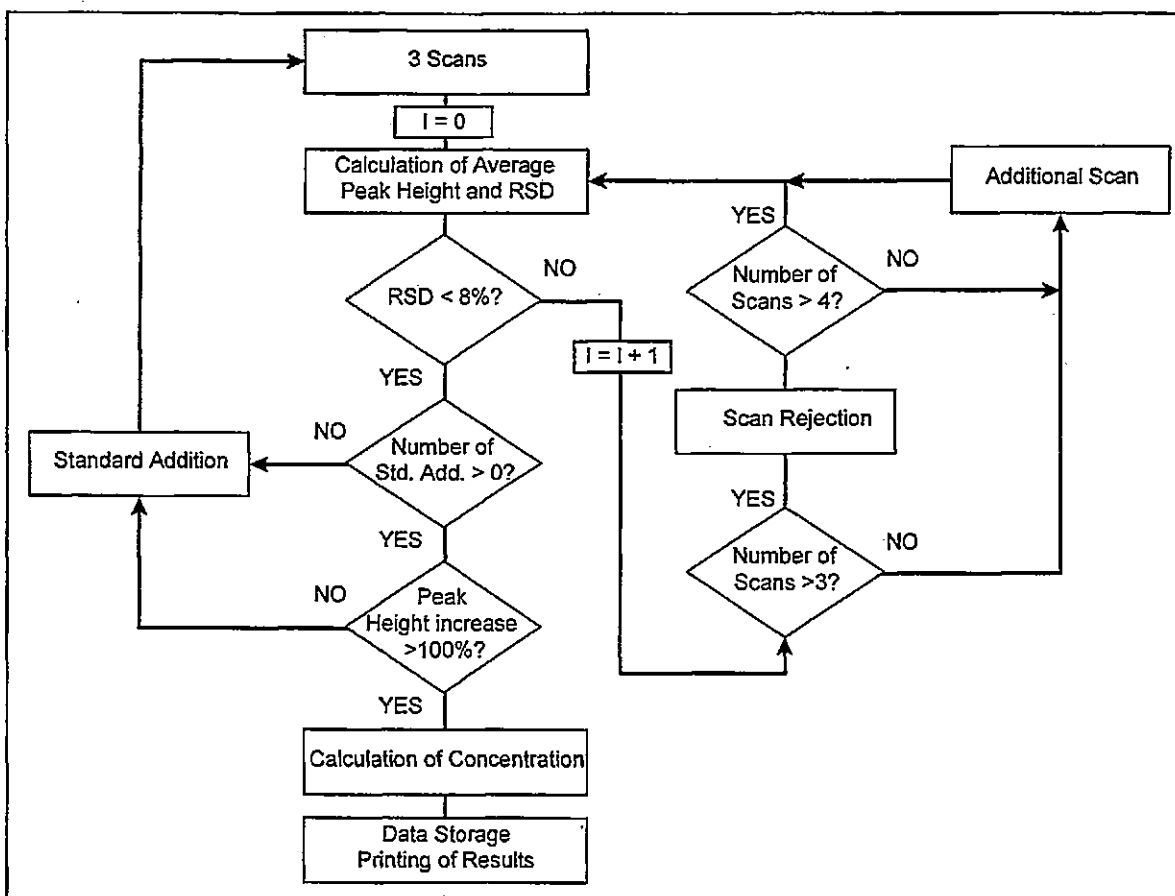 3 Scans
I = 0
Calculation of Average
Peak Height and RSD
Additional Scan
YES
RSD < 8%?
NO
Number of
Scans > 4?
NO
I = I + 1
YES
Scan Rejection
NO
Number of
Std. Add. > 0?
Standard Addition
YES
YES
Number of
Scans >3?
NO
NO
Peak
Height increase
>100%?
YES
Calculation of Concentration
Data Storage
Printing of Results